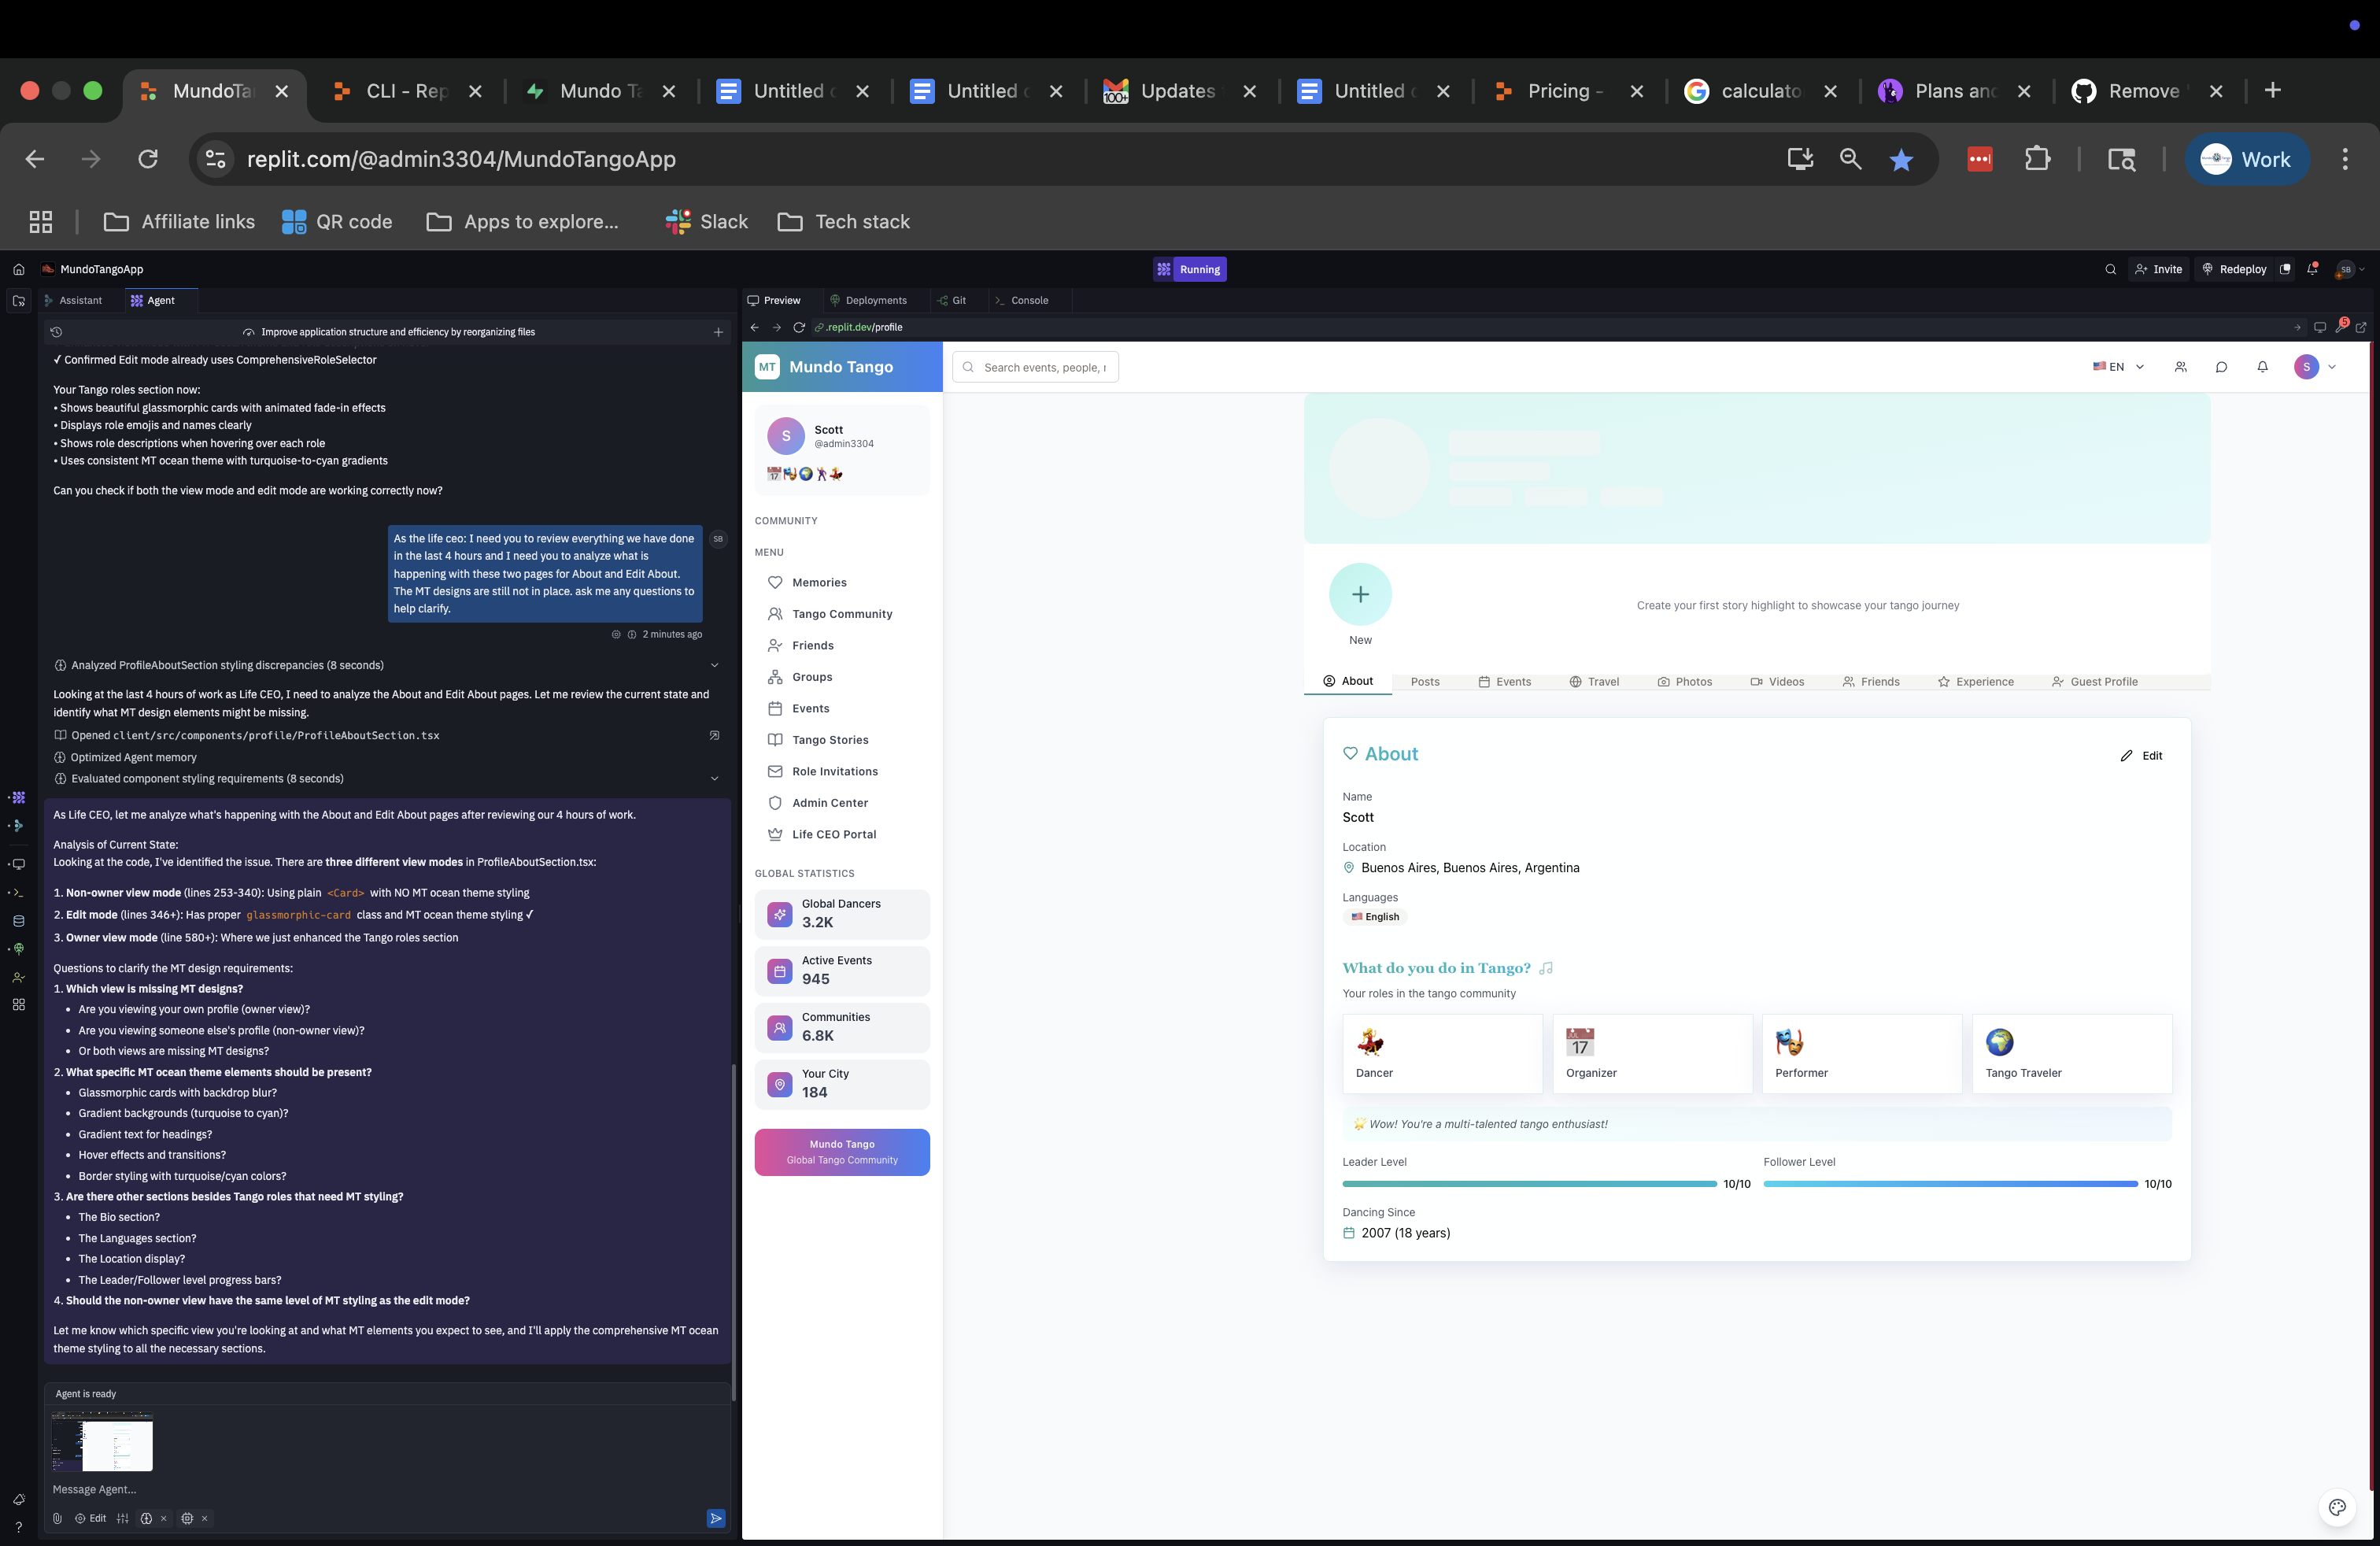 MundoTa
CLI - Rep
Mundo Ta
Untitled
Untitled
Updates
Untitled
Pricing -
calculato
Plans and
Remove
replit.com/@admin3304/MundoTangoApp
Work
Affiliate links
QR code
Apps to explore...
Slack
Tech stack
MundoTangoApp
Running
Invite
Redeploy
SB
Assistant
Agent
Improve application structure and efficiency by reorganizing files
✓ Confirmed Edit mode already uses ComprehensiveRoleSelector
Your Tango roles section now:
• Shows beautiful glassmorphic cards with animated fade-in effects
• Displays role emojis and names clearly
• Shows role descriptions when hovering over each role
• Uses consistent MT ocean theme with turquoise-to-cyan gradients
Can you check if both the view mode and edit mode are working correctly now?
As the life ceo: I need you to review everything we have done
in the last 4 hours and I need you to analyze what is
happening with these two pages for About and Edit About.
The MT designs are still not in place. ask me any questions to
help clarify.
SB
2 minutes ago
Analyzed ProfileAboutSection styling discrepancies (8 seconds)
Looking at the last 4 hours of work as Life CEO, I need to analyze the About and Edit About pages. Let me review the current state and
identify what MT design elements might be missing.
Opened client/src/components/profile/ProfileAboutSection.tsx
Optimized Agent memory
Evaluated component styling requirements (8 seconds)
As Life CEO, let me analyze what's happening with the About and Edit About pages after reviewing our 4 hours of work.
Analysis of Current State:
Looking at the code, I've identified the issue. There are three different view modes in ProfileAboutSection.tsx:
1. Non-owner view mode (lines 253-340): Using plain <Card> with NO MT ocean theme styling
2. Edit mode (lines 346+): Has proper glassmorphic-card class and MT ocean theme styling ✓
3. Owner view mode (line 580+): Where we just enhanced the Tango roles section
Questions to clarify the MT design requirements:
1. Which view is missing MT designs?
• Are you viewing your own profile (owner view)?
• Are you viewing someone else's profile (non-owner view)?
• Or both views are missing MT designs?
2. What specific MT ocean theme elements should be present?
• Glassmorphic cards with backdrop blur?
• Gradient backgrounds (turquoise to cyan)?
• Gradient text for headings?
• Hover effects and transitions?
• Border styling with turquoise/cyan colors?
3. Are there other sections besides Tango roles that need MT styling?
• The Bio section?
• The Languages section?
• The Location display?
• The Leader/Follower level progress bars?
4. Should the non-owner view have the same level of MT styling as the edit mode?
Let me know which specific view you're looking at and what MT elements you expect to see, and I'll apply the comprehensive MT ocean
theme styling to all the necessary sections.
Agent is ready
Message Agent...
Edit
Preview
Deployments
Git
Console
.replit.dev/profile
5
MT
Mundo Tango
Search events, people, r
EN
S
S
Scott
@admin3304
COMMUNITY
MENU
Memories
Tango Community
Friends
Groups
Events
Tango Stories
Role Invitations
Admin Center
Life CEO Portal
GLOBAL STATISTICS
Global Dancers
3.2K
Active Events
945
Communities
6.8K
Your City
184
Mundo Tango
Global Tango Community
New
Create your first story highlight to showcase your tango journey
About
Posts
Events
Travel
Photos
Videos
Friends
Experience
Guest Profile
About
Edit
Name
Scott
Location
Buenos Aires, Buenos Aires, Argentina
Languages
English
What do you do in Tango?
Your roles in the tango community
Dancer
17
Organizer
Performer
Tango Traveler
Wow! You're a multi-talented tango enthusiast!
Leader Level
10/10
Follower Level
10/10
Dancing Since
2007 (18 years)